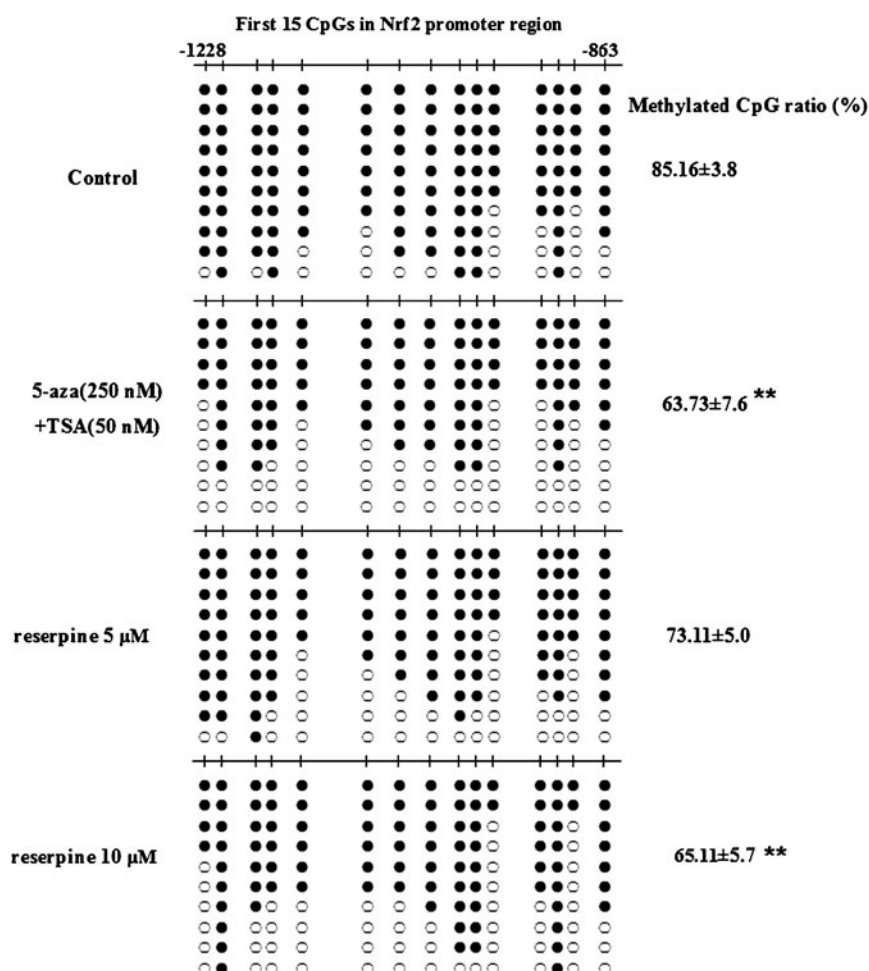 First 15 CpGs in Nrf2 promoter region
-1228 -863
Methylated CpG ratio (%)
Control 85.16±3.8
5-aza(250 nM)
+TSA(50 nM)
63.73±7.6 **
reserpine 5 µM 73.11±5.0
reserpine 10 µM 65.11±5.7 **